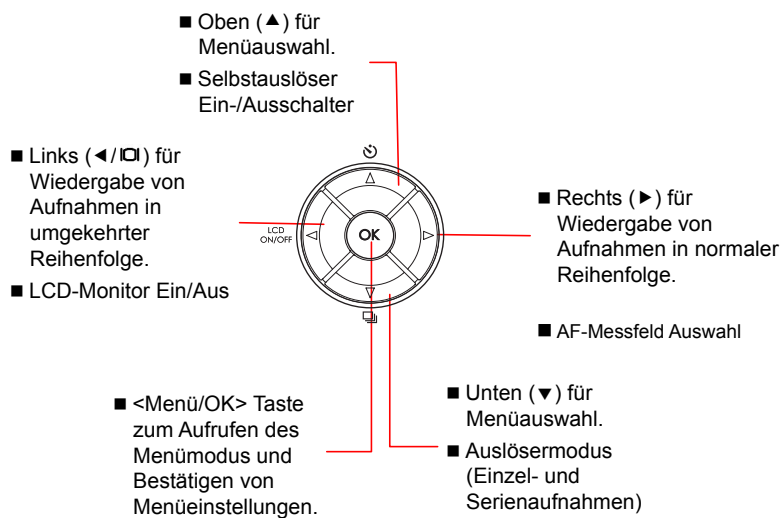 ■ Oben (▲) für
Menüauswahl.
■ Selbstauslöser
Ein-/Ausschalter
■ Links (◄/|O|) für
Wiedergabe von
Aufnahmen in
umgekehrter
Reihenfolge.
■ LCD-Monitor Ein/Aus
LCD
ON/OFF
OK
■ Rechts (►) für
Wiedergabe von
Aufnahmen in normaler
Reihenfolge.
■ AF-Messfeld Auswahl
■ <Menü/OK> Taste
zum Aufrufen des
Menümodus und
Bestätigen von
Menüeinstellungen.
■ Unten (▼) für
Menüauswahl.
■ Auslösermodus
(Einzel- und
Serienaufnahmen)